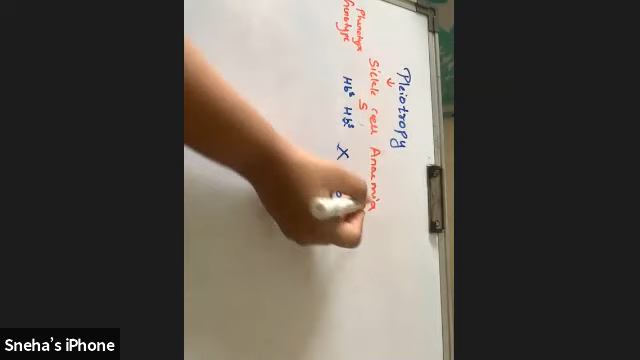 Pleiotropy
↓
Sickle cell Anaemia
Phenotype S
Genotype Hbˢ Hbˢ X
Sneha's iPhone